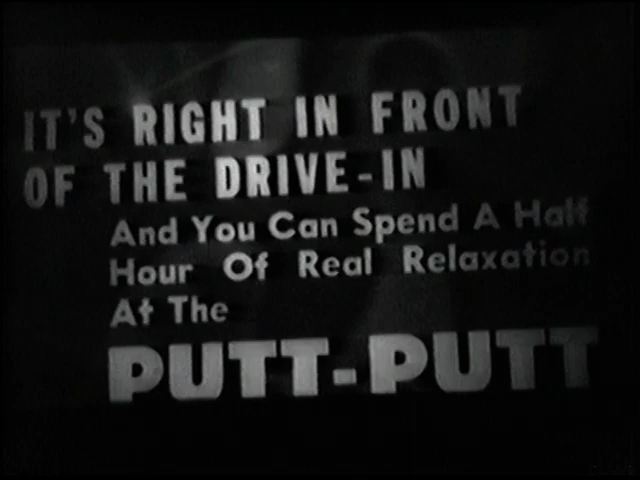 IT'S RIGHT IN FRONT
OF THE DRIVE-IN
And You Can Spend A Half
Hour Of Real Relaxation
At The
PUTT-PUTT